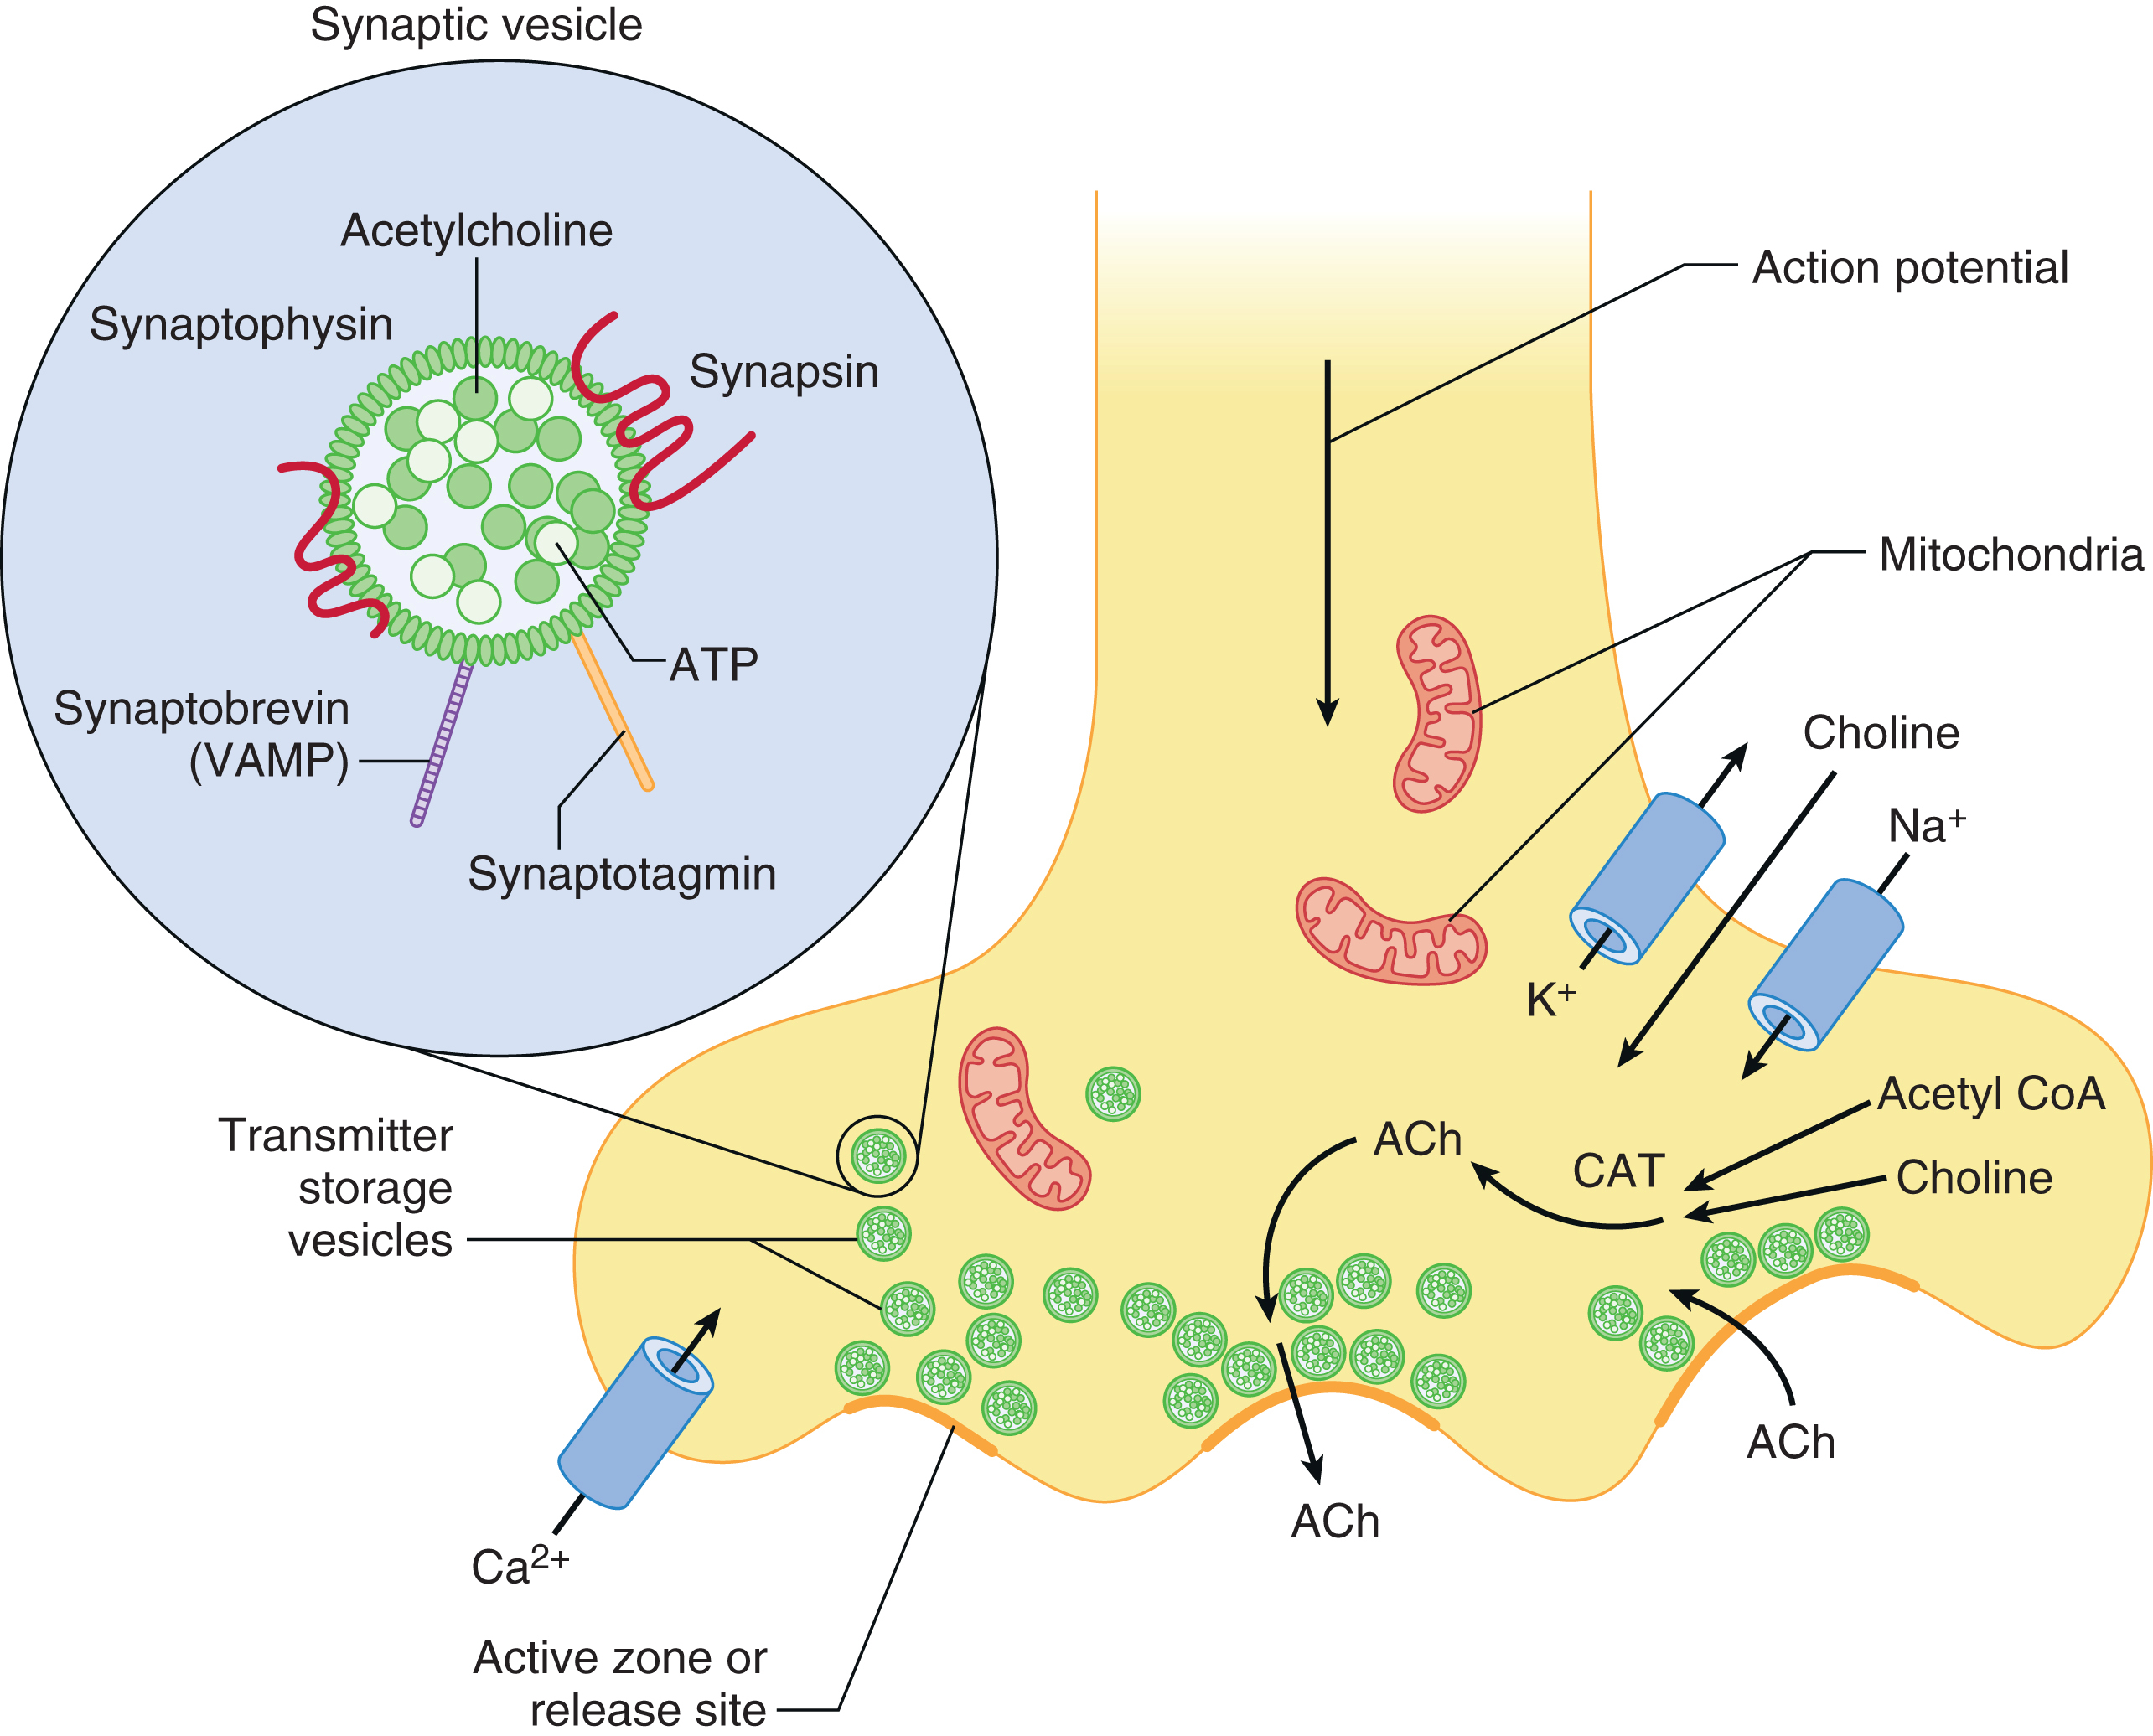 Synaptic vesicle
Acetylcholine
Synaptophysin
Synapsin
ATP
Synaptobrevin
(VAMP)
Synaptotagmin
Action potential
Mitochondria
Choline
Na+
K+
Acetyl CoA
ACh
CAT
Choline
Transmitter
storage
vesicles
ACh
ACh
Ca2+
Active zone or
release site